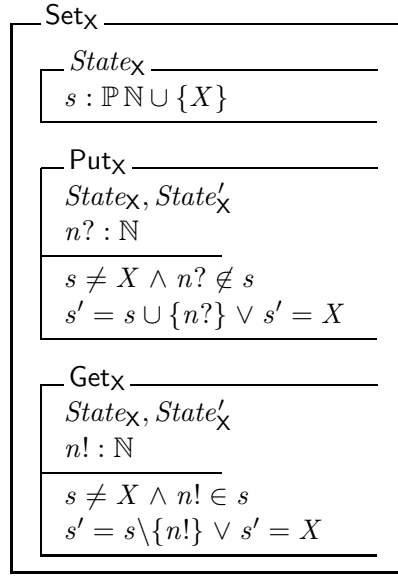 Set_X
State_X
s : ℙ ℕ ∪ {X}
Put_X
State_X, State′_X
n? : ℕ
s ≠ X ∧ n? ∉ s
s′ = s ∪ {n?} ∨ s′ = X
Get_X
State_X, State′_X
n! : ℕ
s ≠ X ∧ n! ∈ s
s′ = s\{n!} ∨ s′ = X